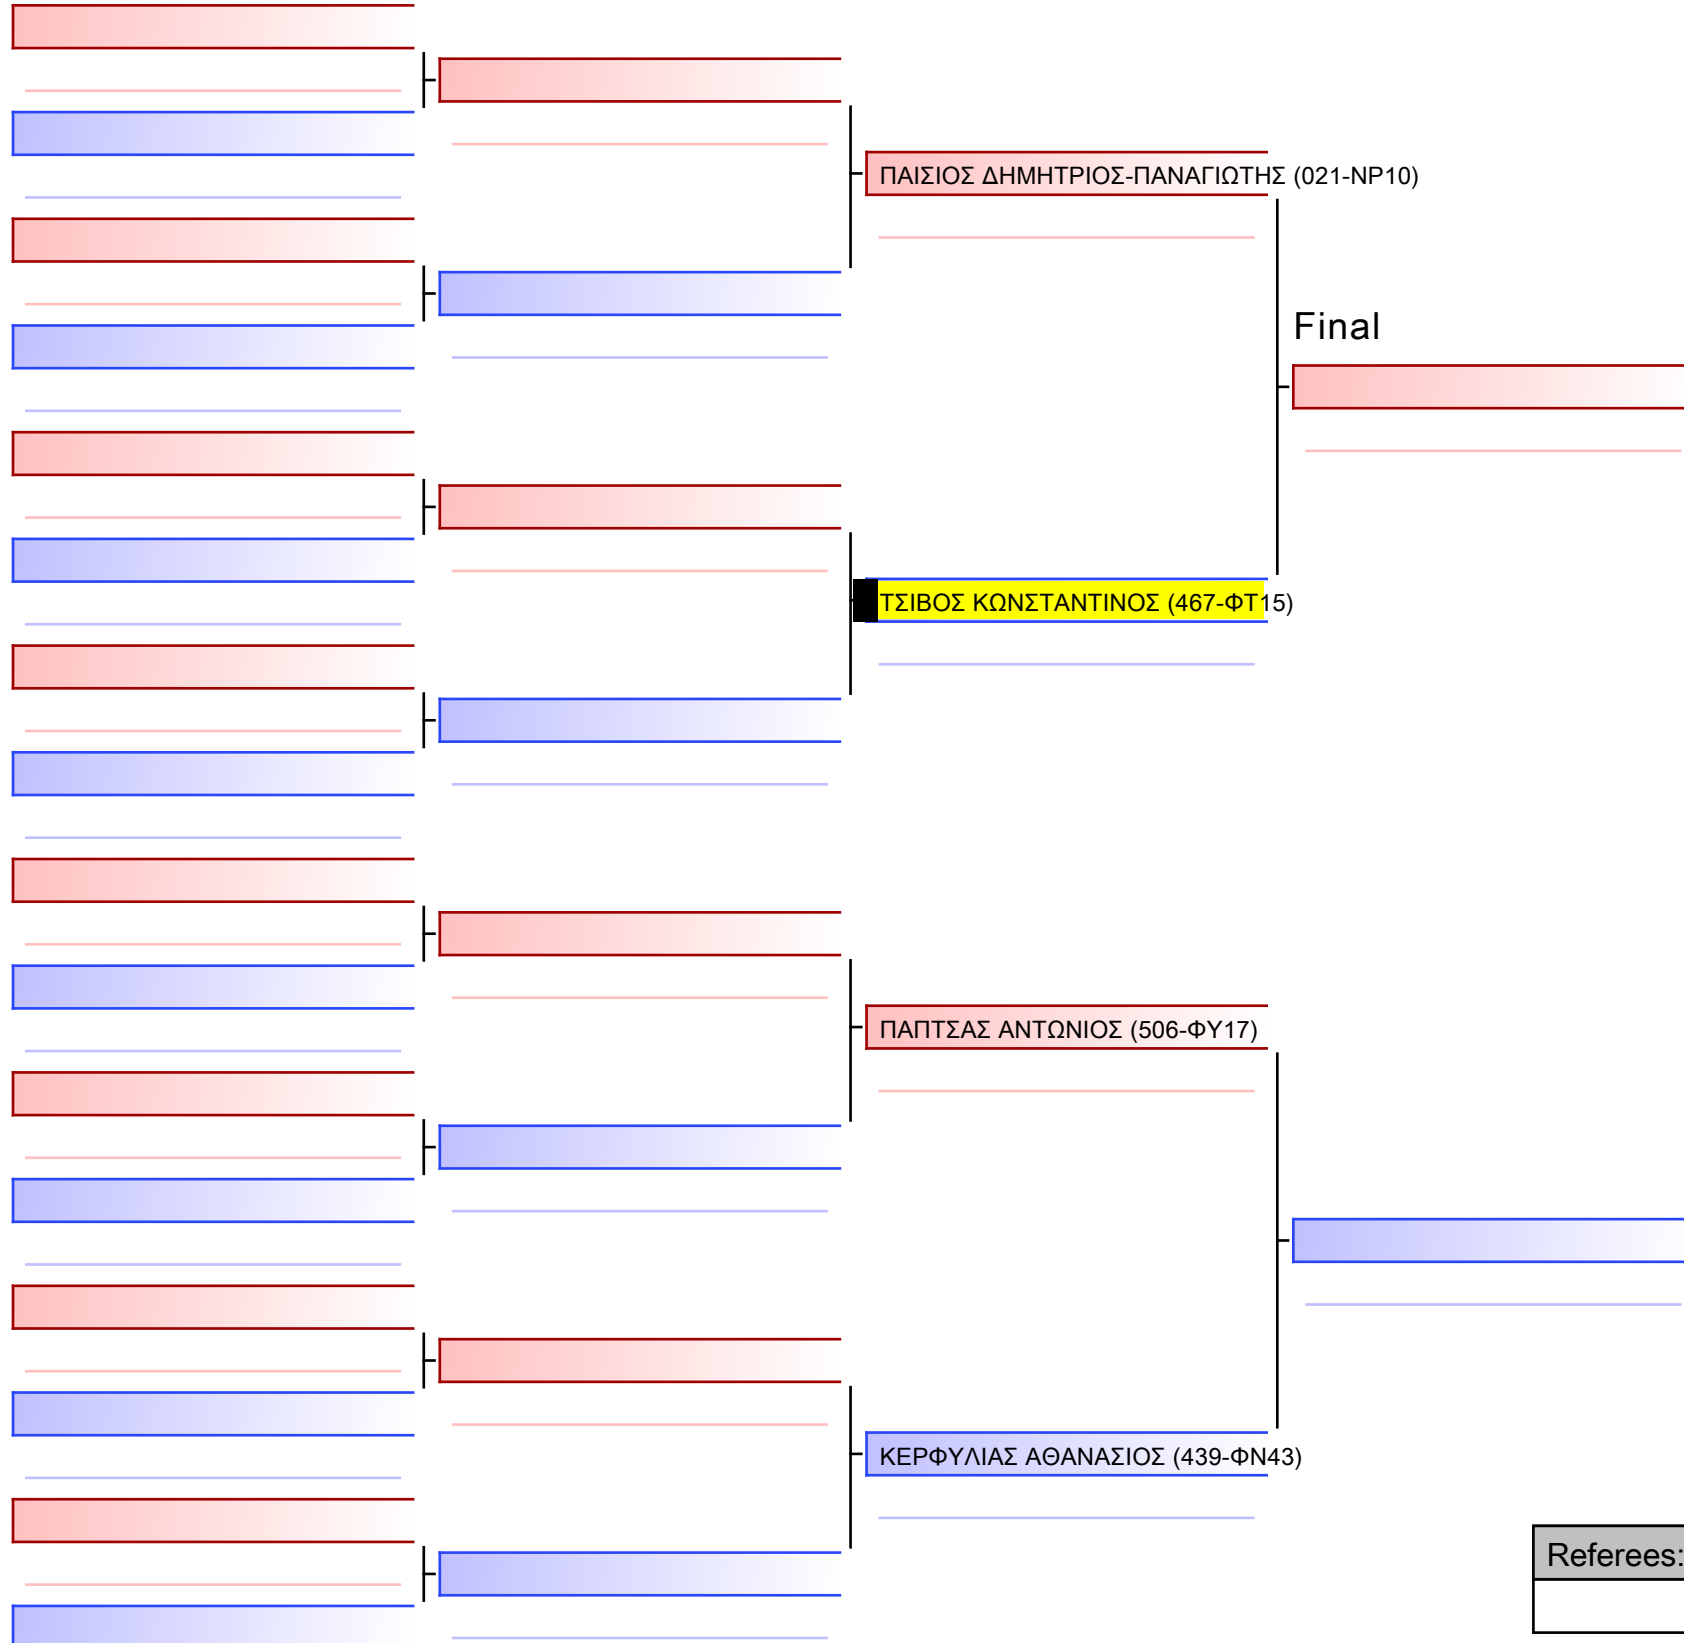 ΠΑΙΣΙΟΣ ΔΗΜΗΤΡΙΟΣ-ΠΑΝΑΓΙΩΤΗΣ (021-ΝΡ10)
Final
ΤΣΙΒΟΣ ΚΩΝΣΤΑΝΤΙΝΟΣ (467-ΦΤ15)
ΠΑΠΤΣΑΣ ΑΝΤΩΝΙΟΣ (506-ΦΥ17)
ΚΕΡΦΥΛΙΑΣ ΑΘΑΝΑΣΙΟΣ (439-ΦΝ43)
Referees: